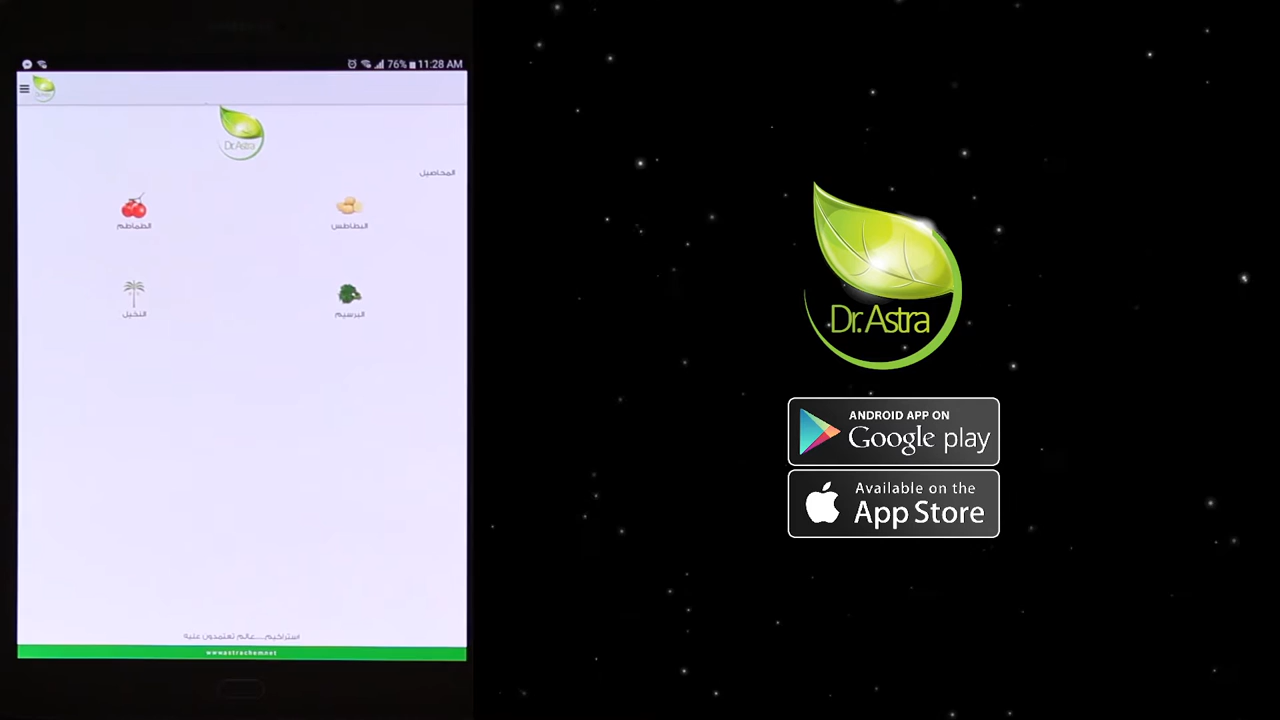 76% 11:28 AM
Dr. Astra
المحاصيل
الطماطم
البطاطس
النخيل
البرسيم
استراكيم....عالم تعتمدون عليه
www.astrachem.net
Dr. Astra
ANDROID APP ON
Google play
Available on the
App Store